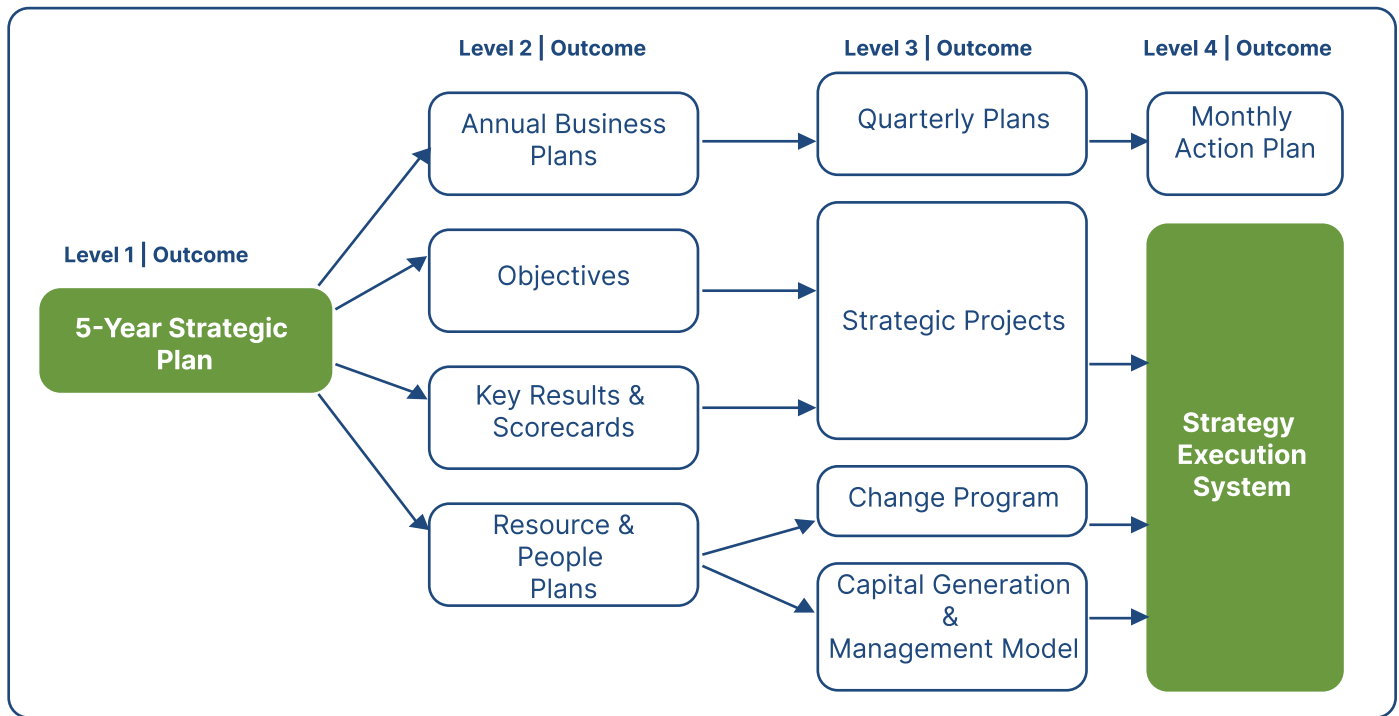 Level 2 | Outcome
Level 3 | Outcome
Level 4 | Outcome
Annual Business
Plans
Quarterly Plans
Monthly
Action Plan
Level 1 | Outcome
5-Year Strategic
Plan
Objectives
Key Results &
Scorecards
Resource &
People
Plans
Strategic Projects
Change Program
Capital Generation
&
Management Model
Strategy
Execution
System